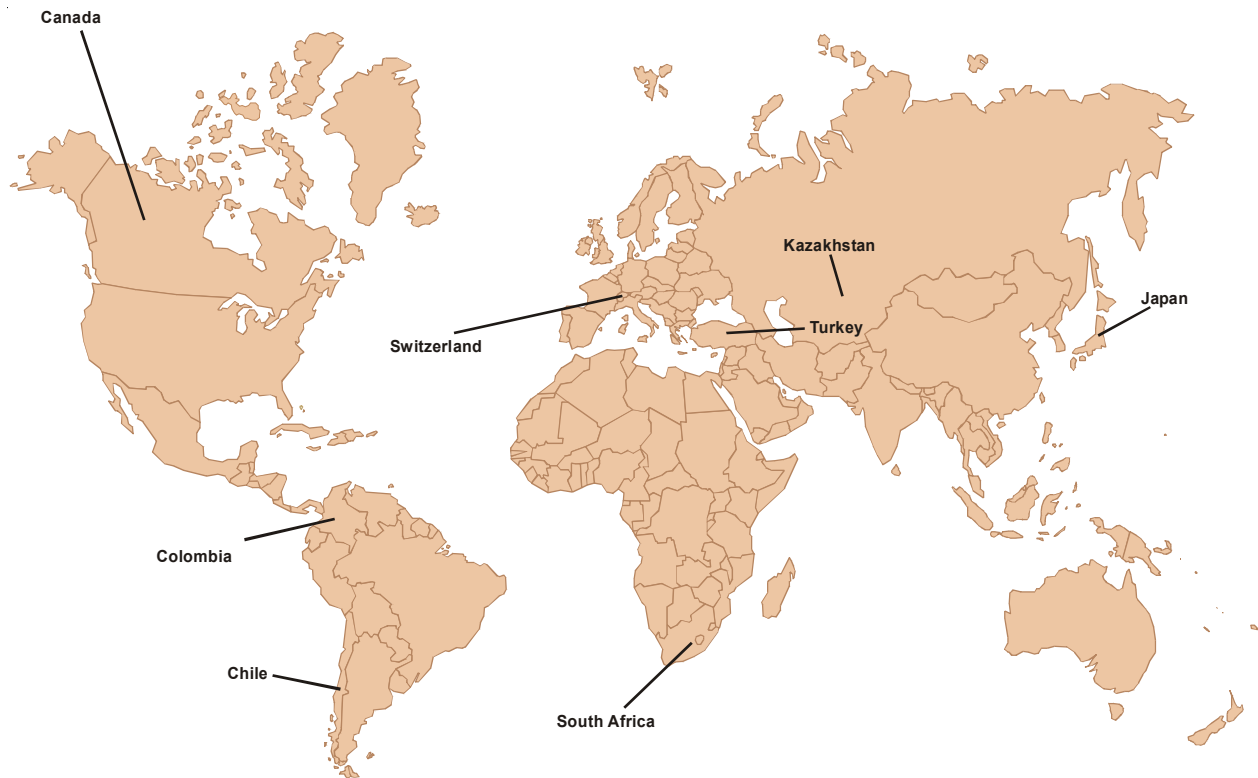 Canada
Kazakhstan
Japan
Turkey
Switzerland
Colombia
Chile
South Africa